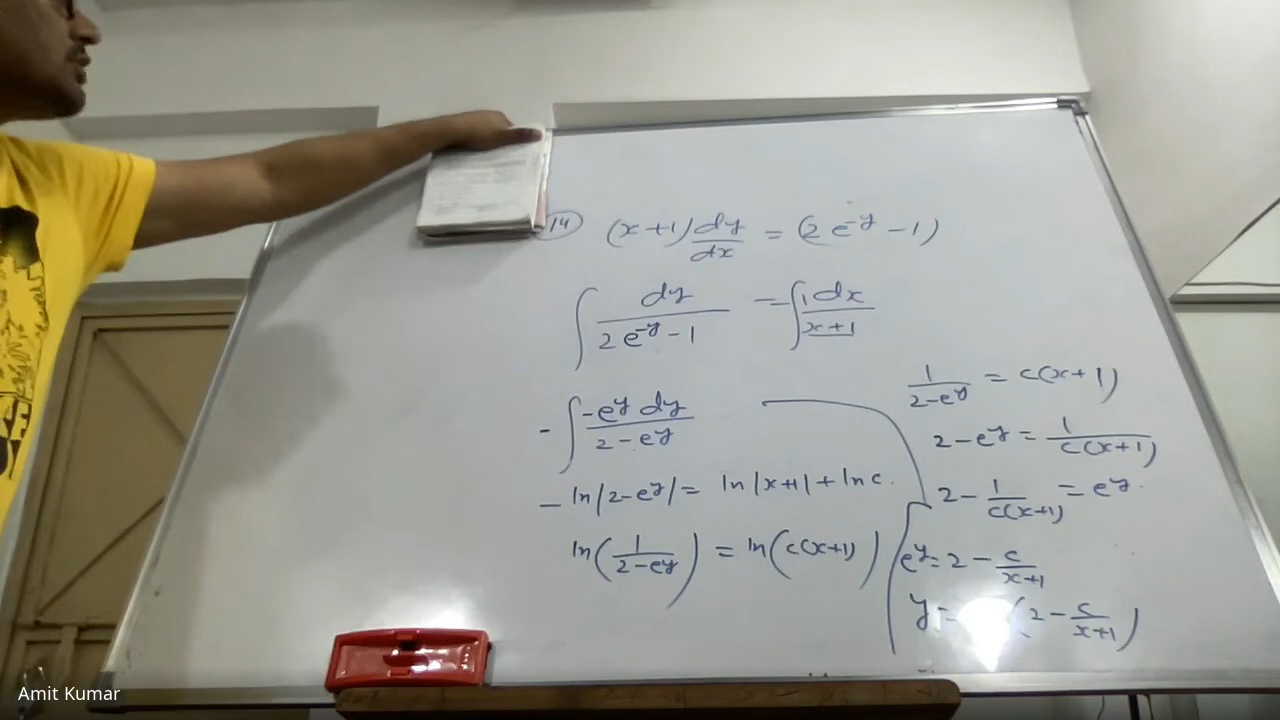 14 (x+1) dy/dx = (2e^-y - 1)
∫ dy/(2e^-y - 1) = ∫ 1 dx/(x+1)
- ∫ -e^y dy/(2-e^y)
- ln|2-e^y| = ln|x+1| + ln c.
ln(1/(2-e^y)) = ln(c(x+1))
1/(2-e^y) = c(x+1)
2-e^y = 1/(c(x+1))
2 - 1/(c(x+1)) = e^y.
e^y = 2 - c/(x+1)
y = (2 - c/(x+1))
Amit Kumar